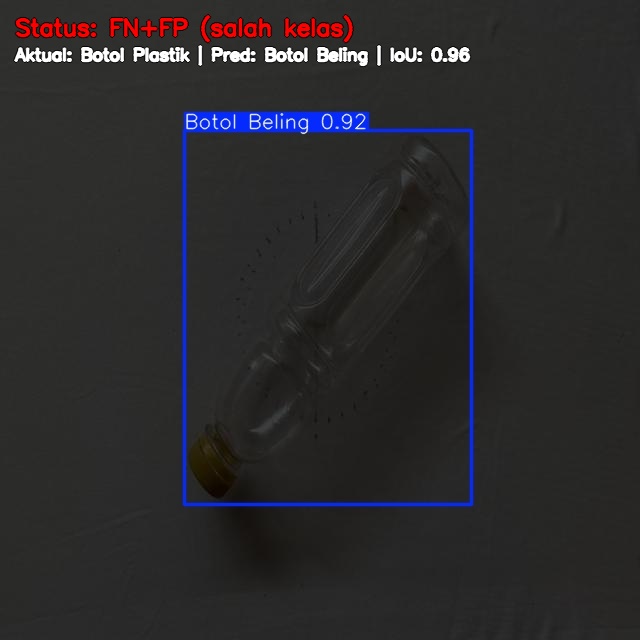 Status: FN+FP (salah kelas)
Aktual: Botol Plastik | Pred: Botol Beling | IoU: 0.96
Botol Beling 0.92